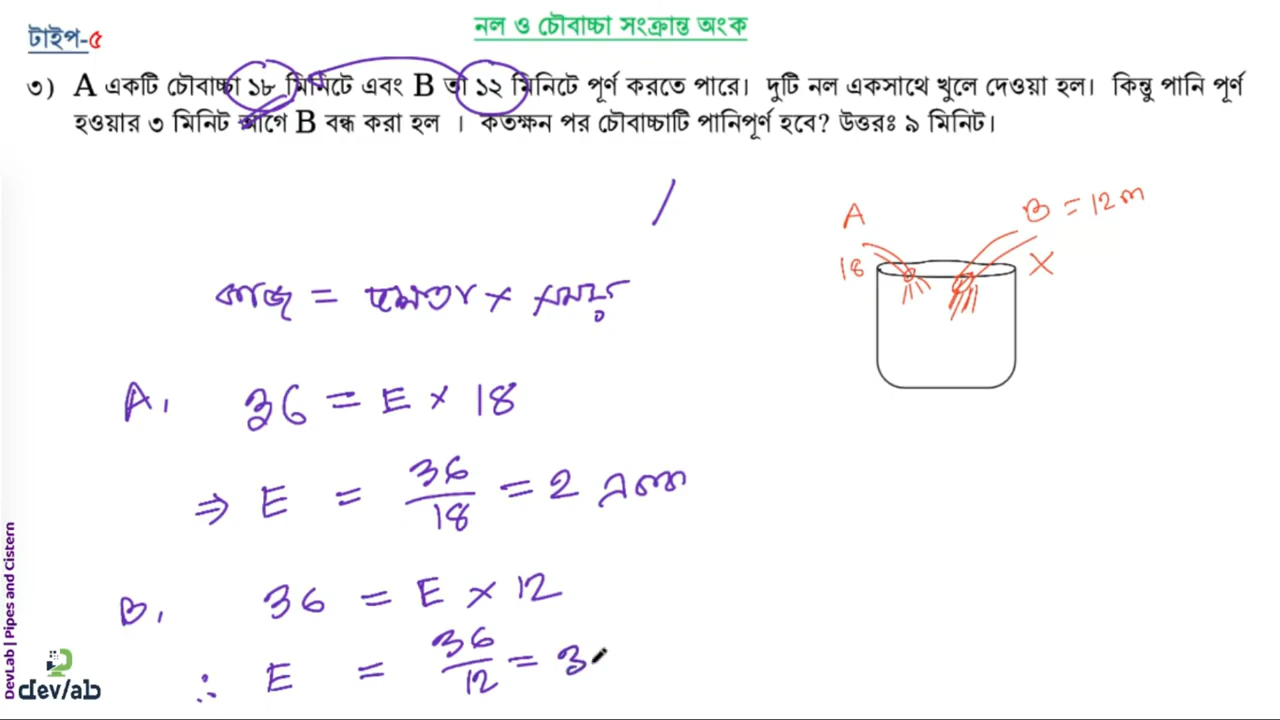 নল ও চৌবাচ্চা সংক্রান্ত অংক
টাইপ-৫
৩) A একটি চৌবাচ্চা ১৮ মিনিটে এবং B তা ১২ মিনিটে পূর্ণ করতে পারে। দুটি নল একসাথে খুলে দেওয়া হল। কিন্তু পানি পূর্ণ
হওয়ার ৩ মিনিট আগে B বন্ধ করা হল । কতক্ষন পর চৌবাচ্চাটি পানিপূর্ণ হবে? উত্তরঃ ৯ মিনিট।
A
B = 12m
18
X
কাজ = দক্ষতা × সময়
A, 36 = E × 18
⇒ E = 36/18 = 2 একক
B, 36 = E × 12
∴ E = 36/12 = 3
DevLab | Pipes and Cistern
dev/ab